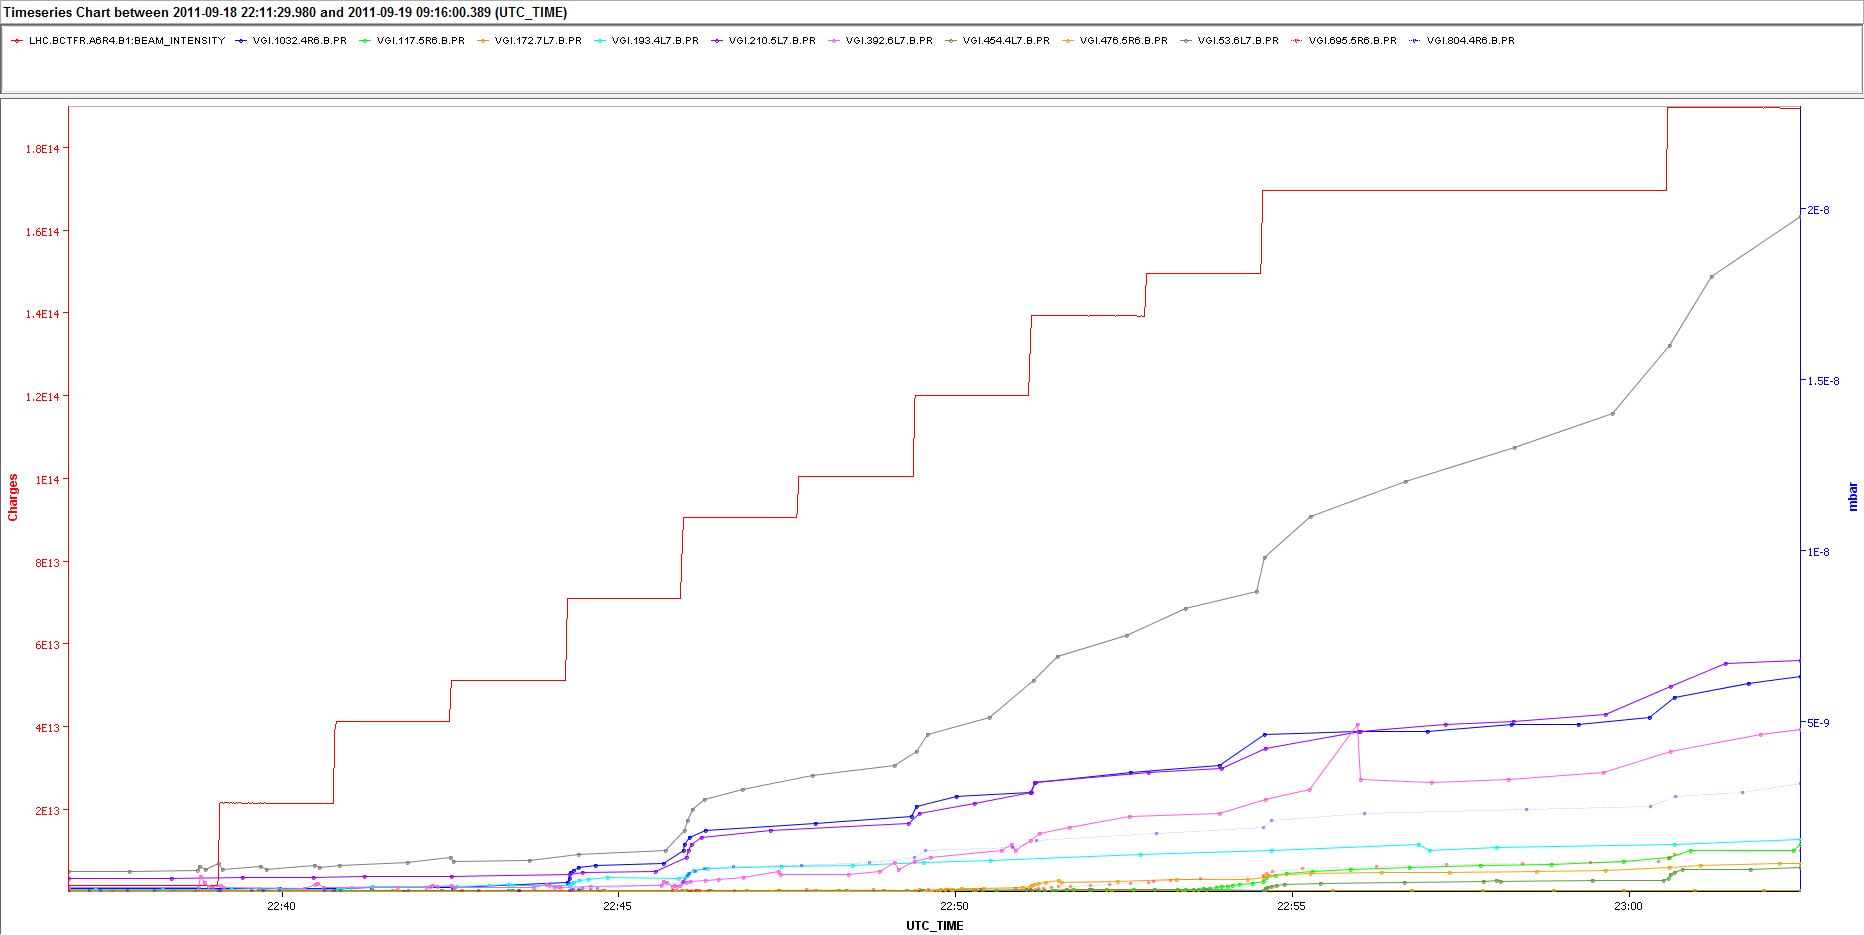 Timeseries Chart between 2011-09-18 22:11:29.980 and 2011-09-19 09:16:00.389 (UTC_TIME)
LHC.BCTFR.A6R4.B1:BEAM_INTENSITY VGI.1032.4R6.B.PR VGI.117.5R6.B.PR VGI.172.7L7.B.PR VGI.193.4L7.B.PR VGI.210.5L7.B.PR VGI.392.6L7.B.PR VGI.454.4L7.B.PR VGI.476.5R6.B.PR VGI.53.6L7.B.PR VGI.695.5R6.B.PR VGI.804.4R6.B.PR
1.8E14
1.6E14
1.4E14
1.2E14
1E14
8E13
6E13
4E13
2E13
Charges
2E-8
1.5E-8
1E-8
5E-9
mbar
22:40 22:45 22:50 22:55 23:00
UTC_TIME